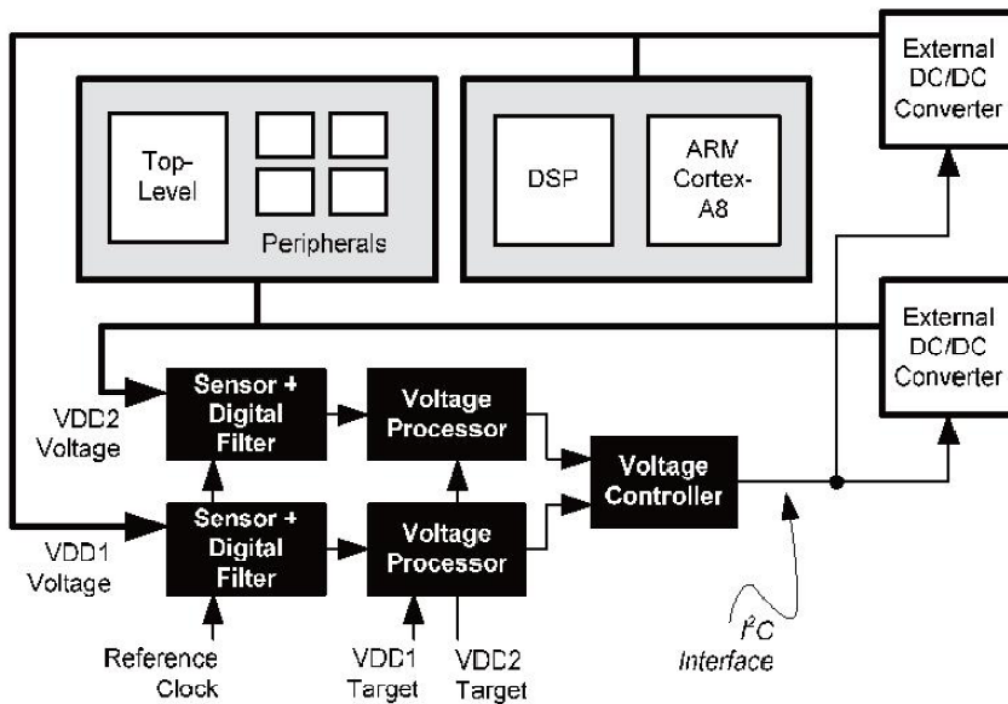 External
DC/DC
Converter
Top-
Level
Peripherals
DSP
ARM
Cortex-
A8
External
DC/DC
Converter
VDD2
Voltage
Sensor +
Digital
Filter
Voltage
Processor
Voltage
Controller
VDD1
Voltage
Sensor +
Digital
Filter
Voltage
Processor
Reference
Clock
VDD1
Target
VDD2
Target
I²C
Interface